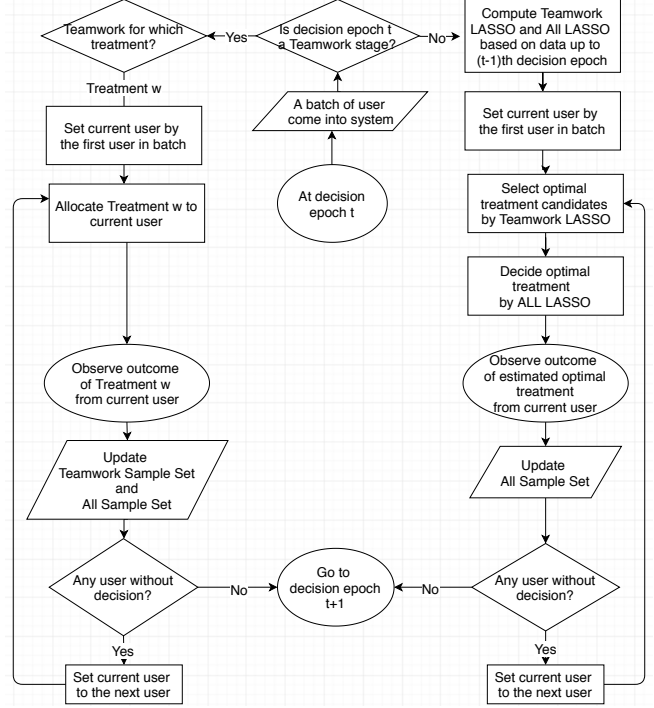 Teamwork for which
treatment?
Yes
Is decision epoch t
a Teamwork stage?
No
Compute Teamwork
LASSO and All LASSO
based on data up to
(t-1)th decision epoch
Treatment w
A batch of user
come into system
Set current user by
the first user in batch
Set current user by
the first user in batch
At decision
epoch t
Allocate Treatment w to
current user
Select optimal
treatment candidates
by Teamwork LASSO
Decide optimal
treatment
by ALL LASSO
Observe outcome
of Treatment w
from current user
Observe outcome
of estimated optimal
treatment
from current user
Update
Teamwork Sample Set
and
All Sample Set
Update
All Sample Set
Any user without
decision?
No
Go to
decision epoch
t+1
No
Any user without
decision?
Yes
Yes
Set current user
to the next user
Set current user
to the next user